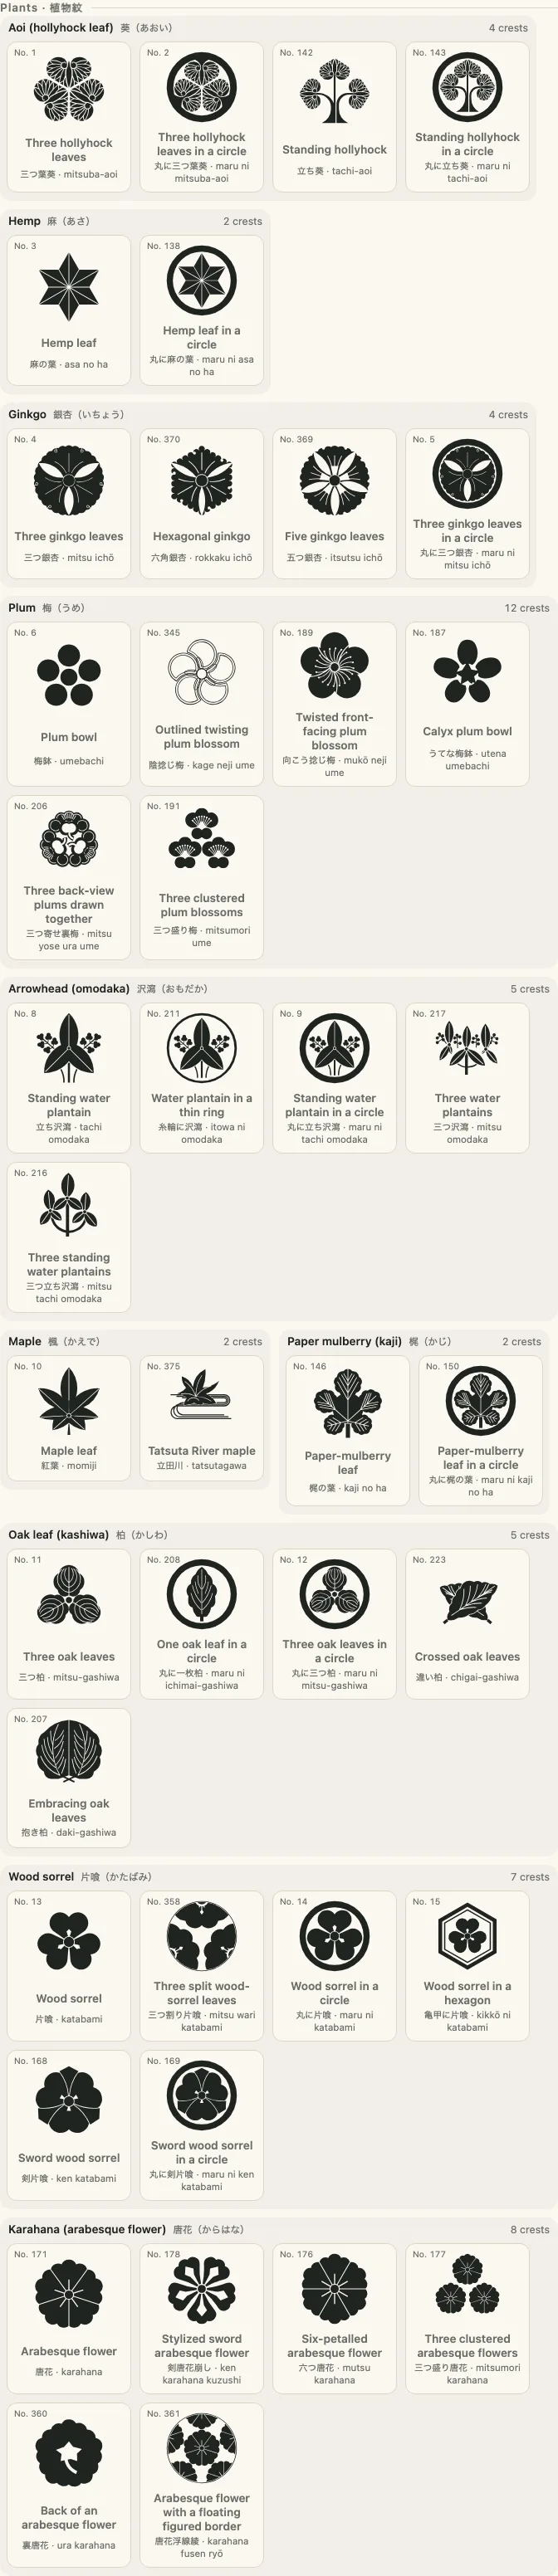 Plants · 植物紋
Aoi (hollyhock leaf) 葵（あおい） 4 crests
No. 1
Three hollyhock
leaves
三つ葉葵 · mitsuba-aoi
No. 2
Three hollyhock
leaves in a circle
丸に三つ葉葵 · maru ni
mitsuba-aoi
No. 142
Standing hollyhock
立ち葵 · tachi-aoi
No. 143
Standing hollyhock
in a circle
丸に立ち葵 · maru ni
tachi-aoi
Hemp 麻（あさ） 2 crests
No. 3
Hemp leaf
麻の葉 · asa no ha
No. 138
Hemp leaf in a
circle
丸に麻の葉 · maru ni asa
no ha
Ginkgo 銀杏（いちょう） 4 crests
No. 4
Three ginkgo leaves
三つ銀杏 · mitsu ichō
No. 370
Hexagonal ginkgo
六角銀杏 · rokkaku ichō
No. 369
Five ginkgo leaves
五つ銀杏 · itsutsu ichō
No. 5
Three ginkgo leaves
in a circle
丸に三つ銀杏 · maru ni
mitsu ichō
Plum 梅（うめ） 12 crests
No. 6
Plum bowl
梅鉢 · umebachi
No. 345
Outlined twisting
plum blossom
陰捻じ梅 · kage neji ume
No. 189
Twisted front-
facing plum
blossom
向こう捻じ梅 · mukō neji
ume
No. 187
Calyx plum bowl
うてな梅鉢 · utena
umebachi
No. 206
Three back-view
plums drawn
together
三つ寄せ裏梅 · mitsu
yose ura ume
No. 191
Three clustered
plum blossoms
三つ盛り梅 · mitsumori
ume
Arrowhead (omodaka) 沢瀉（おもだか） 5 crests
No. 8
Standing water
plantain
立ち沢瀉 · tachi
omodaka
No. 211
Water plantain in a
thin ring
糸輪に沢瀉 · itowa ni
omodaka
No. 9
Standing water
plantain in a circle
丸に立ち沢瀉 · maru ni
tachi omodaka
No. 217
Three water
plantains
三つ沢瀉 · mitsu
omodaka
No. 216
Three standing
water plantains
三つ立ち沢瀉 · mitsu
tachi omodaka
Maple 楓（かえで） 2 crests
No. 10
Maple leaf
紅葉 · momiji
No. 375
Tatsuta River maple
立田川 · tatsutagawa
Paper mulberry (kaji) 梶（かじ） 2 crests
No. 146
Paper-mulberry
leaf
梶の葉 · kaji no ha
No. 150
Paper-mulberry
leaf in a circle
丸に梶の葉 · maru ni kaji
no ha
Oak leaf (kashiwa) 柏（かしわ） 5 crests
No. 11
Three oak leaves
三つ柏 · mitsu-gashiwa
No. 208
One oak leaf in a
circle
丸に一枚柏 · maru ni
ichimai-gashiwa
No. 12
Three oak leaves in
a circle
丸に三つ柏 · maru ni
mitsu-gashiwa
No. 223
Crossed oak leaves
違い柏 · chigai-gashiwa
No. 207
Embracing oak
leaves
抱き柏 · daki-gashiwa
Wood sorrel 片喰（かたばみ） 7 crests
No. 13
Wood sorrel
片喰 · katabami
No. 358
Three split wood-
sorrel leaves
三つ割り片喰 · mitsu wari
katabami
No. 14
Wood sorrel in a
circle
丸に片喰 · maru ni
katabami
No. 15
Wood sorrel in a
hexagon
亀甲に片喰 · kikkō ni
katabami
No. 168
Sword wood sorrel
剣片喰 · ken katabami
No. 169
Sword wood sorrel
in a circle
丸に剣片喰 · maru ni ken
katabami
Karahana (arabesque flower) 唐花（からはな） 8 crests
No. 171
Arabesque flower
唐花 · karahana
No. 178
Stylized sword
arabesque flower
剣唐花崩し · ken
karahana kuzushi
No. 176
Six-petalled
arabesque flower
六つ唐花 · mutsu
karahana
No. 177
Three clustered
arabesque flowers
三つ盛り唐花 · mitsumori
karahana
No. 360
Back of an
arabesque flower
裏唐花 · ura karahana
No. 361
Arabesque flower
with a floating
figured border
唐花浮線綾 · karahana
fusen ryō